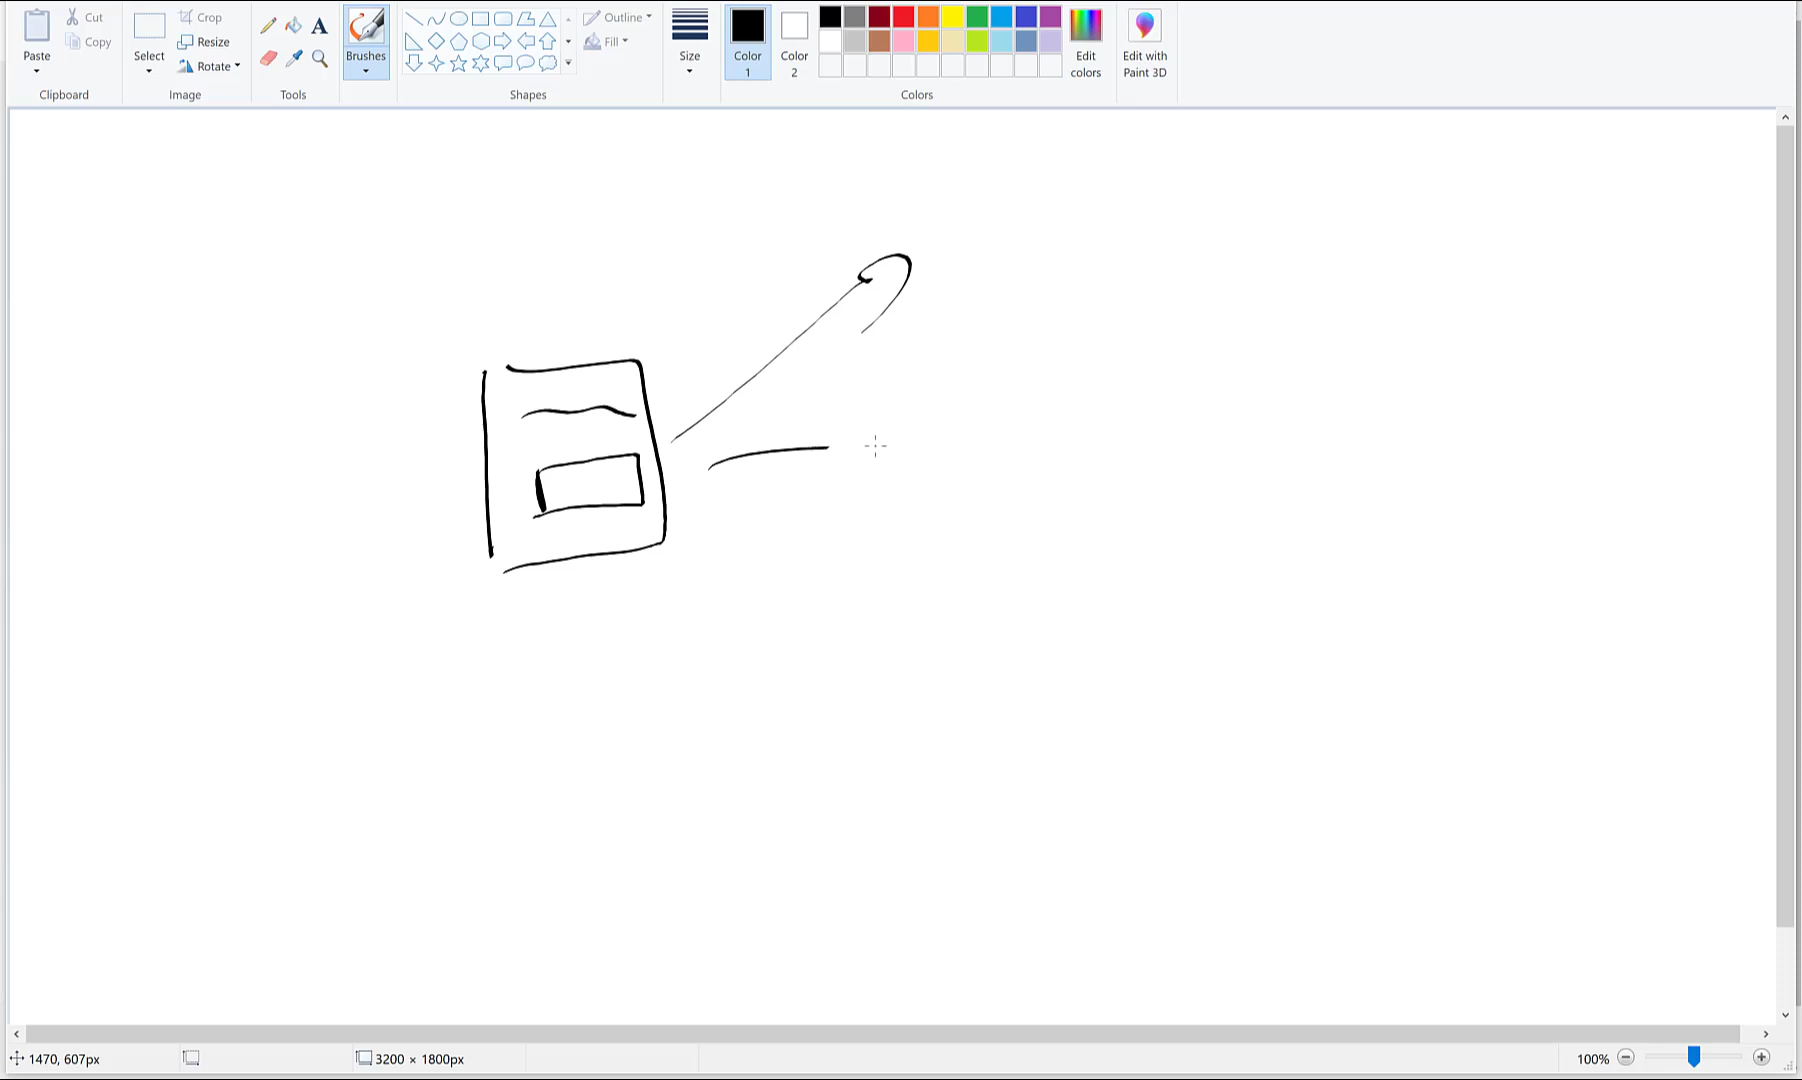 Paste
Cut
Copy
Clipboard
Select
Crop
Resize
Rotate
Image
A
Tools
Brushes
Outline
Fill
Shapes
Size
Color
1
Color
2
Edit
colors
Colors
Edit with
Paint 3D
1470, 607px
3200 × 1800px
100%